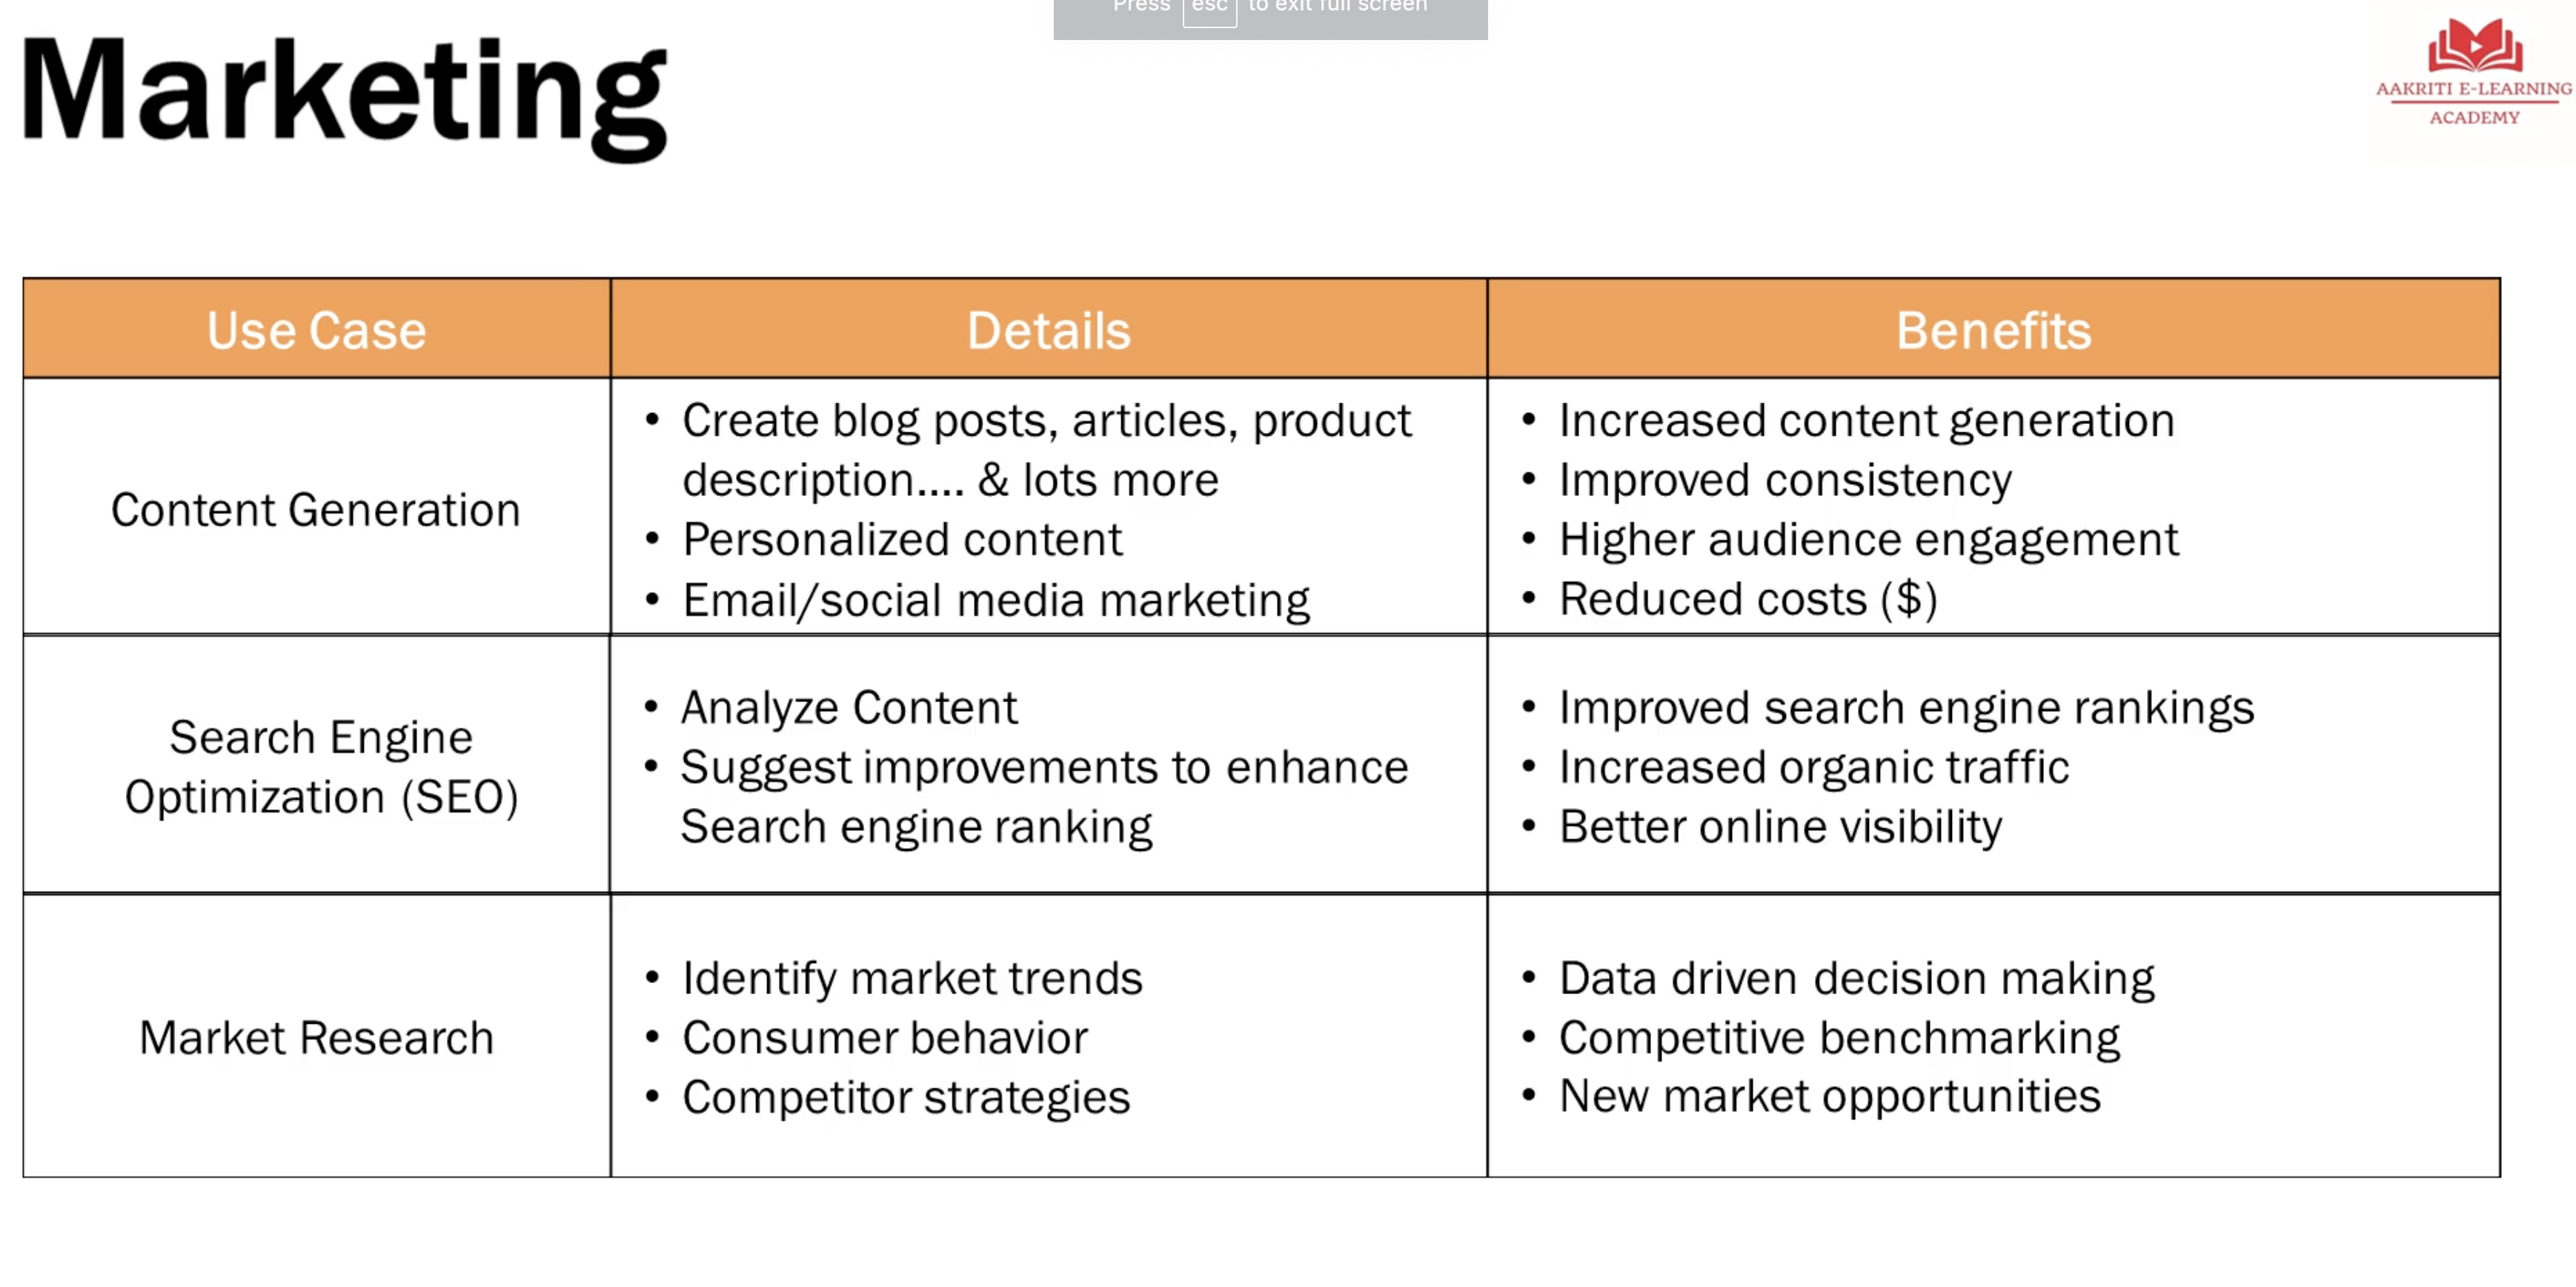 Press esc to exit full screen
Marketing
AAKRITI E-LEARNING
ACADEMY
Use Case
Details
Benefits
Content Generation
• Create blog posts, articles, product
description.... & lots more
• Personalized content
• Email/social media marketing
• Increased content generation
• Improved consistency
• Higher audience engagement
• Reduced costs ($)
Search Engine
Optimization (SEO)
• Analyze Content
• Suggest improvements to enhance
Search engine ranking
• Improved search engine rankings
• Increased organic traffic
• Better online visibility
Market Research
• Identify market trends
• Consumer behavior
• Competitor strategies
• Data driven decision making
• Competitive benchmarking
• New market opportunities